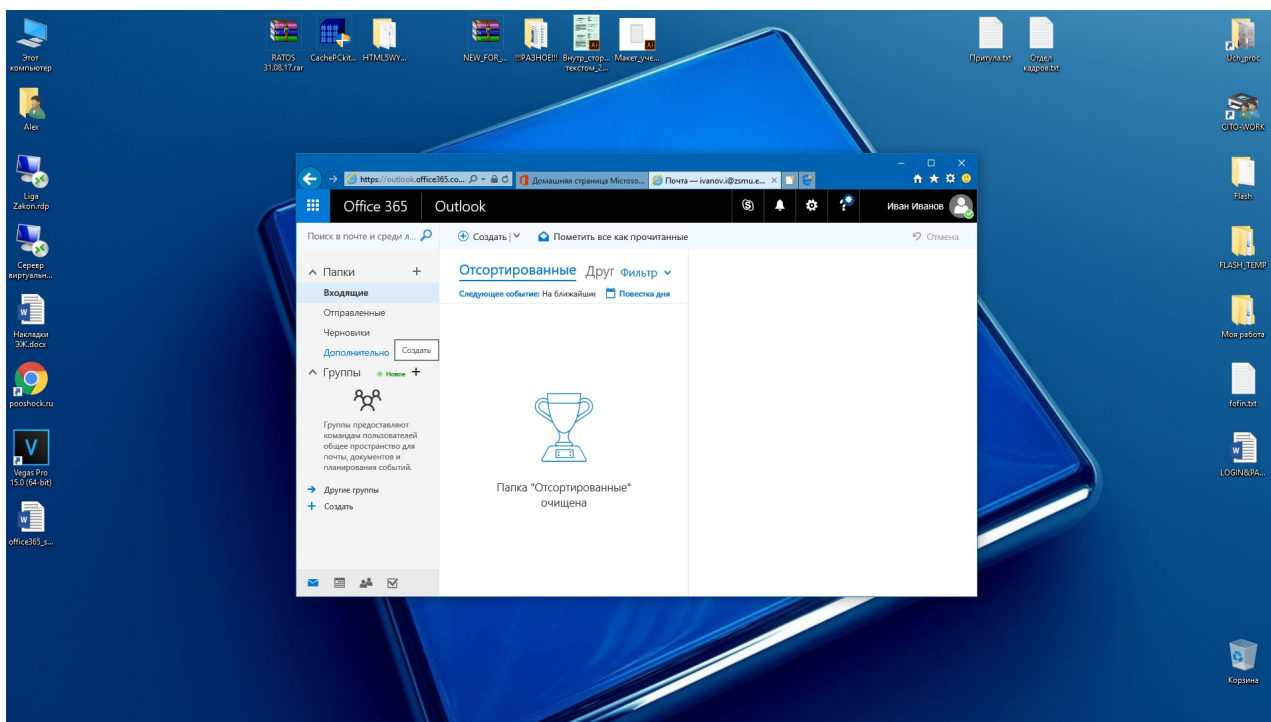 Этот
компьютер
RATOS
31.08.17.rar
CachePCkit...
HTML5WY...
NEW_FOR_...
!!!РАЗНОЕ!!!
Внутр_стор...
текстом_2...
Макет_уче...
Притула.txt
Отдел
кадров.txt
Uch_proc
Alex
CITO-WORK
Liga
Zakon.rdp
Flash
Серевр
виртуальн...
FLASH_TEMP
Накладки
ЭЖ.docx
Моя работа
pooshock.ru
fofin.txt
Vegas Pro
15.0 (64-bit)
LOGIN&PA...
office365_s...
Корзина
https://outlook.office365.co...
Домашняя страница Microso...
Почта — ivanov.i@zsmu.e...
Office 365
Outlook
Иван Иванов
Поиск в почте и среди л...
Создать
Пометить все как прочитанные
Отмена
Папки
Отсортированные
Друг
Фильтр
Входящие
Следующее событие: На ближайшие
Повестка дня
Отправленные
Черновики
Дополнительно
Создать
Группы
Новое
Группы предоставляют
командам пользователей
общее пространство для
почты, документов и
планирования событий.
Другие группы
Создать
Папка "Отсортированные"
очищена